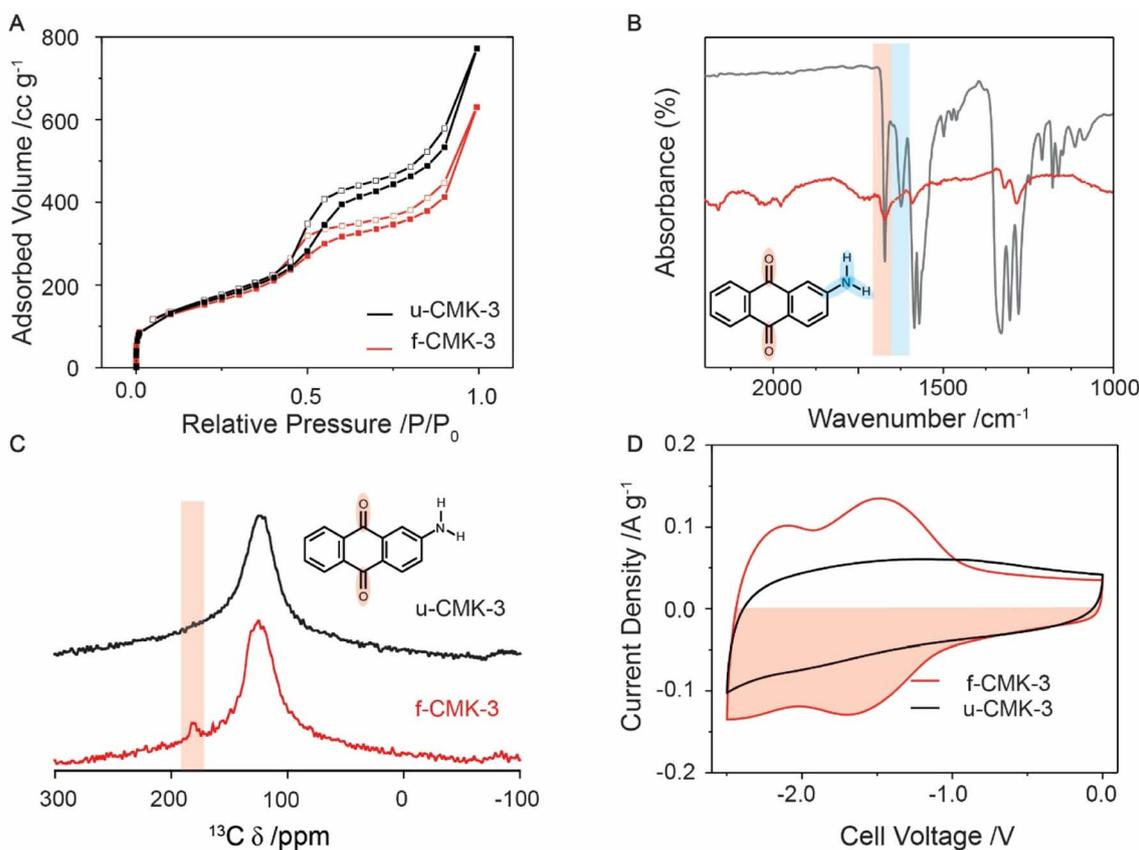 A
800
600
400
200
0
Adsorbed Volume /cc g⁻¹
u-CMK-3
f-CMK-3
0.0
0.5
1.0
Relative Pressure /P/P₀
B
Absorbance (%)
O
O
H
N
H
2000
1500
1000
Wavenumber /cm⁻¹
C
O
O
H
N
H
u-CMK-3
f-CMK-3
300
200
100
0
-100
¹³C δ /ppm
D
0.2
0.1
0.0
-0.1
-0.2
Current Density /A g⁻¹
f-CMK-3
u-CMK-3
-2.0
-1.0
0.0
Cell Voltage /V